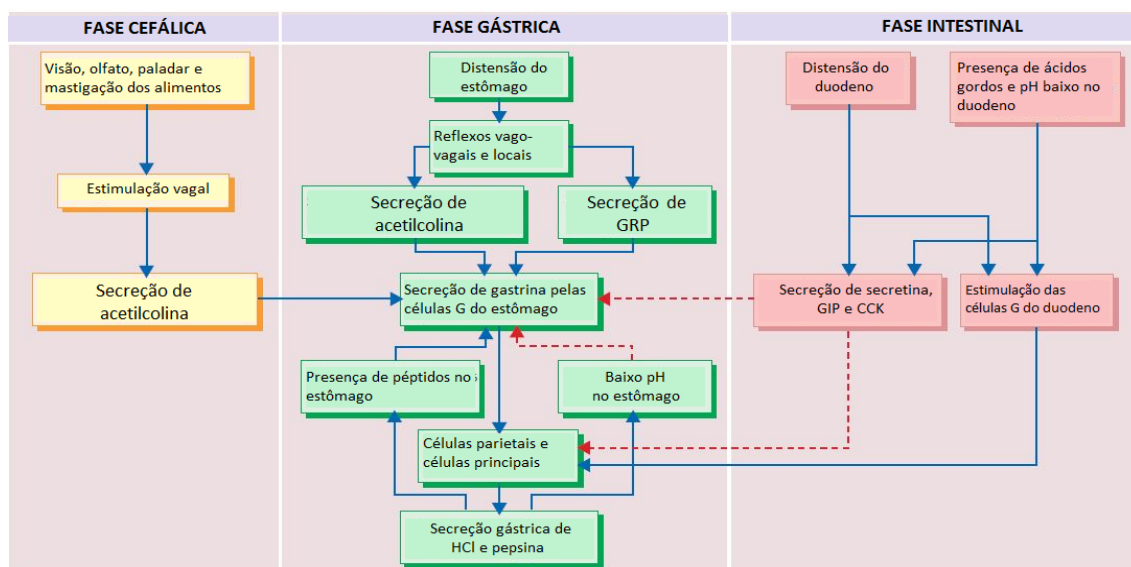 FASE CEFÁLICA
Visão, olfato, paladar e
mastigação dos alimentos
Estimulação vagal
Secreção de
acetilcolina
FASE GÁSTRICA
Distensão do
estômago
Reflexos vago-
vagais e locais
Secreção de
acetilcolina
Secreção de
GRP
Secreção de gastrina pelas
células G do estômago
Presença de péptidos no
estômago
Baixo pH
no estômago
Células parietais e
células principais
Secreção gástrica de
HCl e pepsina
FASE INTESTINAL
Distensão do
duodeno
Presença de ácidos
gordos e pH baixo no
duodeno
Secreção de secretina,
GIP e CCK
Estimulação das
células G do duodeno